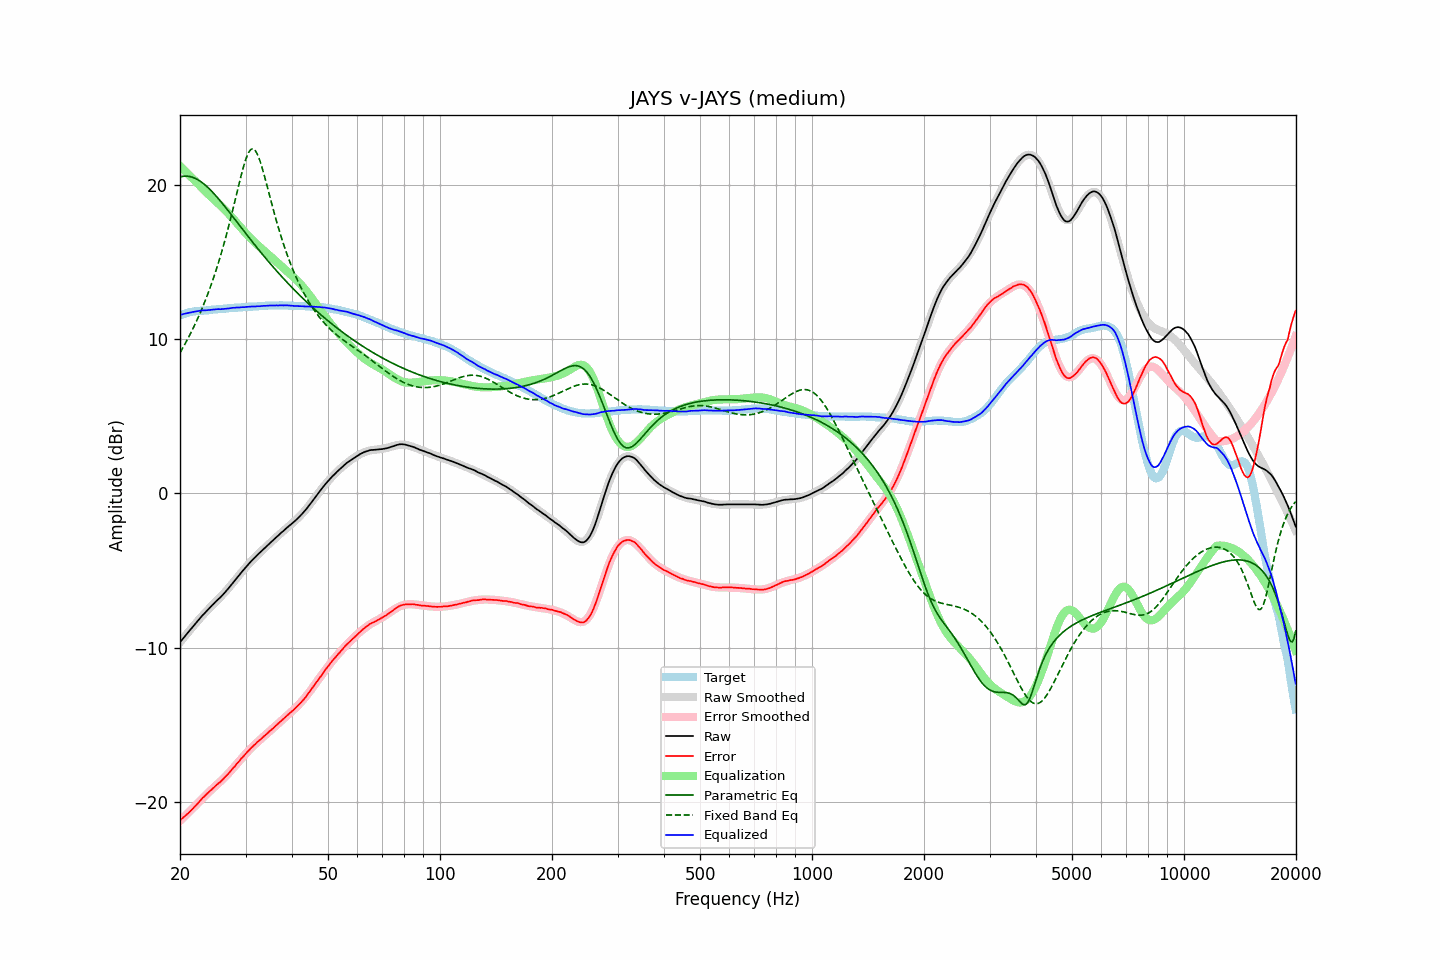 JAYS v-JAYS (medium)
Amplitude (dBr)
20
10
0
−10
−20
Target
Raw Smoothed
Error Smoothed
Raw
Error
Equalization
Parametric Eq
Fixed Band Eq
Equalized
20 50 100 200 500 1000 2000 5000 10000 20000
Frequency (Hz)